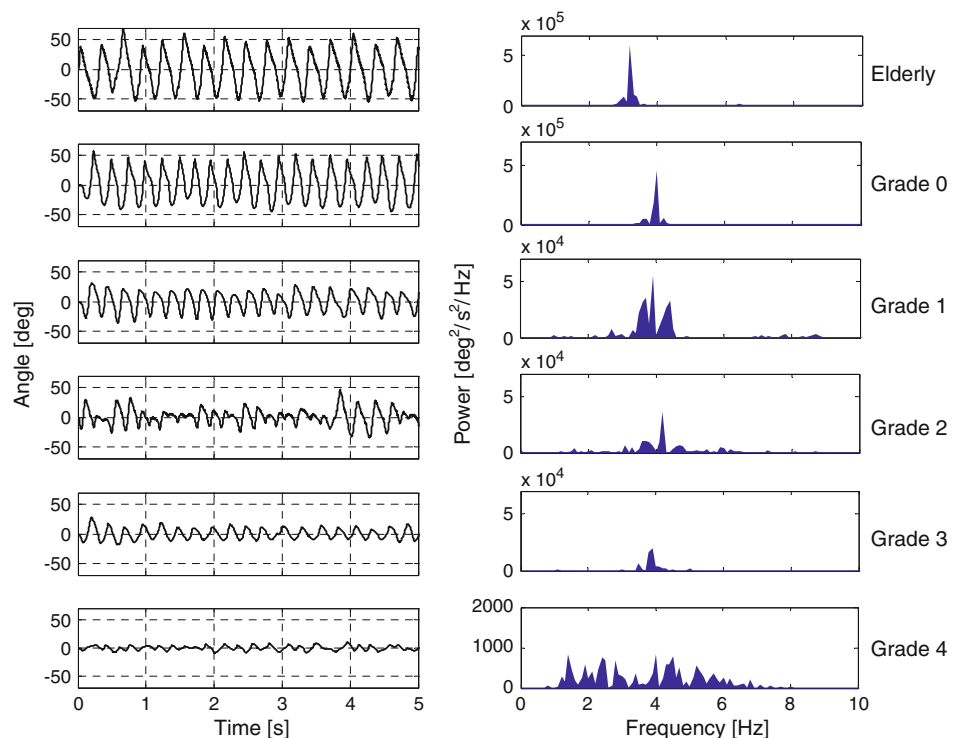 50
0
-50
x 10^5
5
0
Elderly
50
0
-50
x 10^5
5
0
Grade 0
50
0
-50
x 10^4
5
0
Grade 1
50
0
-50
x 10^4
5
0
Grade 2
50
0
-50
x 10^4
5
0
Grade 3
50
0
-50
0 1 2 3 4 5
2000
1000
0
0 2 4 6 8 10
Grade 4
Angle [deg]
Time [s]
Power [deg²/s²/Hz]
Frequency [Hz]